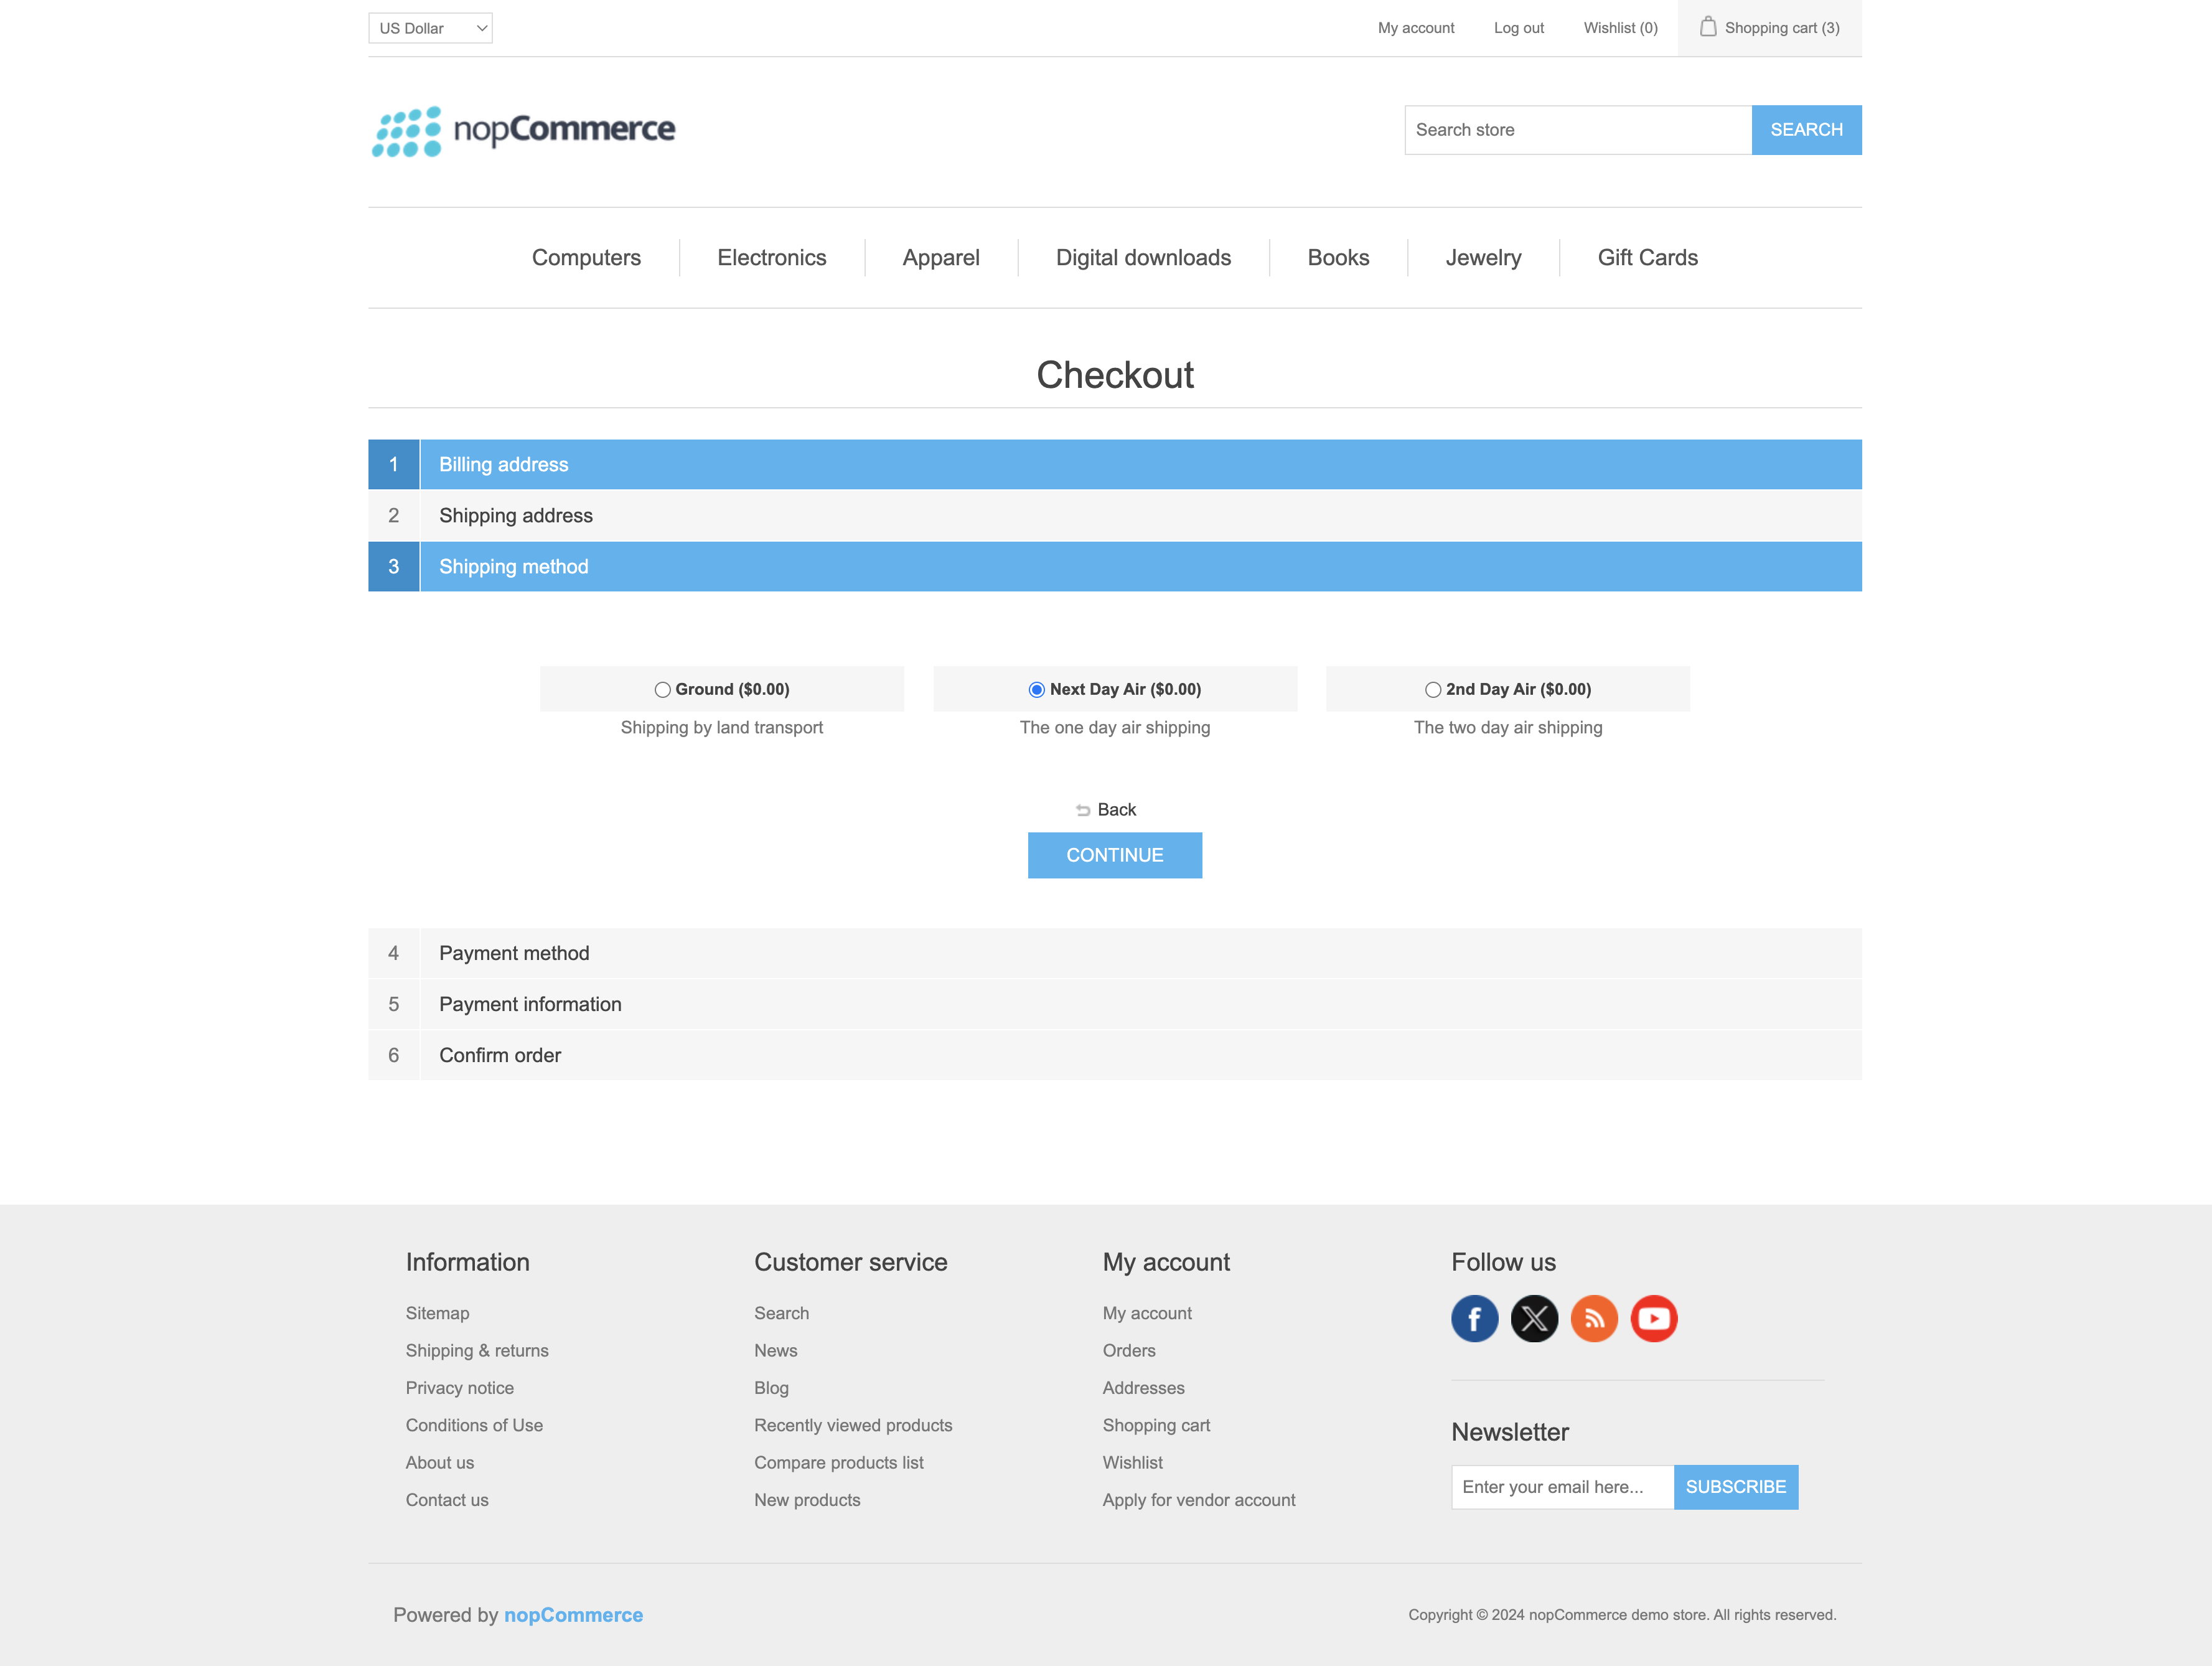 US Dollar
My account
Log out
Wishlist (0)
Shopping cart (3)
nopCommerce
Search store
SEARCH
Computers
Electronics
Apparel
Digital downloads
Books
Jewelry
Gift Cards
Checkout
1 Billing address
2 Shipping address
3 Shipping method
Ground ($0.00)
Shipping by land transport
Next Day Air ($0.00)
The one day air shipping
2nd Day Air ($0.00)
The two day air shipping
Back
CONTINUE
4 Payment method
5 Payment information
6 Confirm order
Information
Sitemap
Shipping & returns
Privacy notice
Conditions of Use
About us
Contact us
Customer service
Search
News
Blog
Recently viewed products
Compare products list
New products
My account
My account
Orders
Addresses
Shopping cart
Wishlist
Apply for vendor account
Follow us
Newsletter
Enter your email here...
SUBSCRIBE
Powered by nopCommerce
Copyright © 2024 nopCommerce demo store. All rights reserved.